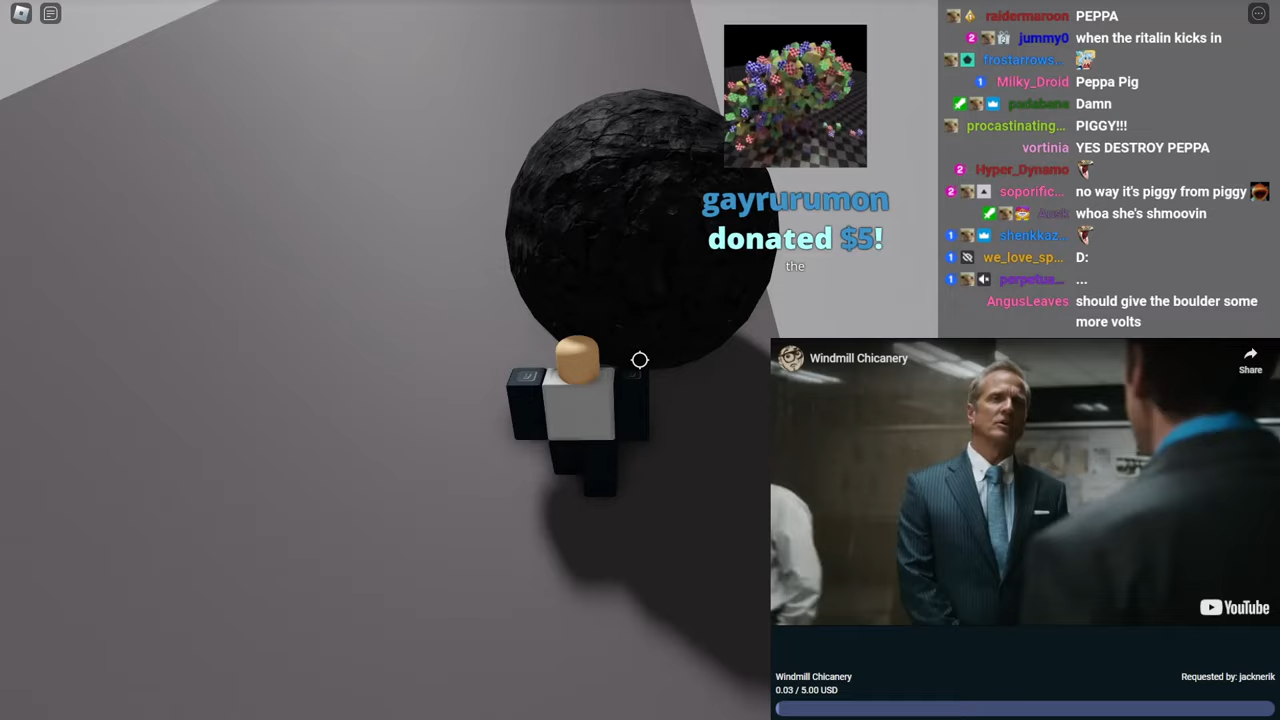 raidermaroon PEPPA
2 jummy0 when the ritalin kicks in
frostarrows...
1 Milky_Droid Peppa Pig
padabana Damn
procastinating... PIGGY!!!
vortinia YES DESTROY PEPPA
2 Hyper_Dynamo
2 soporific... no way it's piggy from piggy
whoa she's shmoovin
1 shenkkaz...
1 we_love_sp... D:
1 perpetua... ...
AngusLeaves should give the boulder some
more volts
gayrurumon
donated $5!
the
Windmill Chicanery
Share
YouTube
Windmill Chicanery
Requested by: jacknerik
0.03 / 5.00 USD